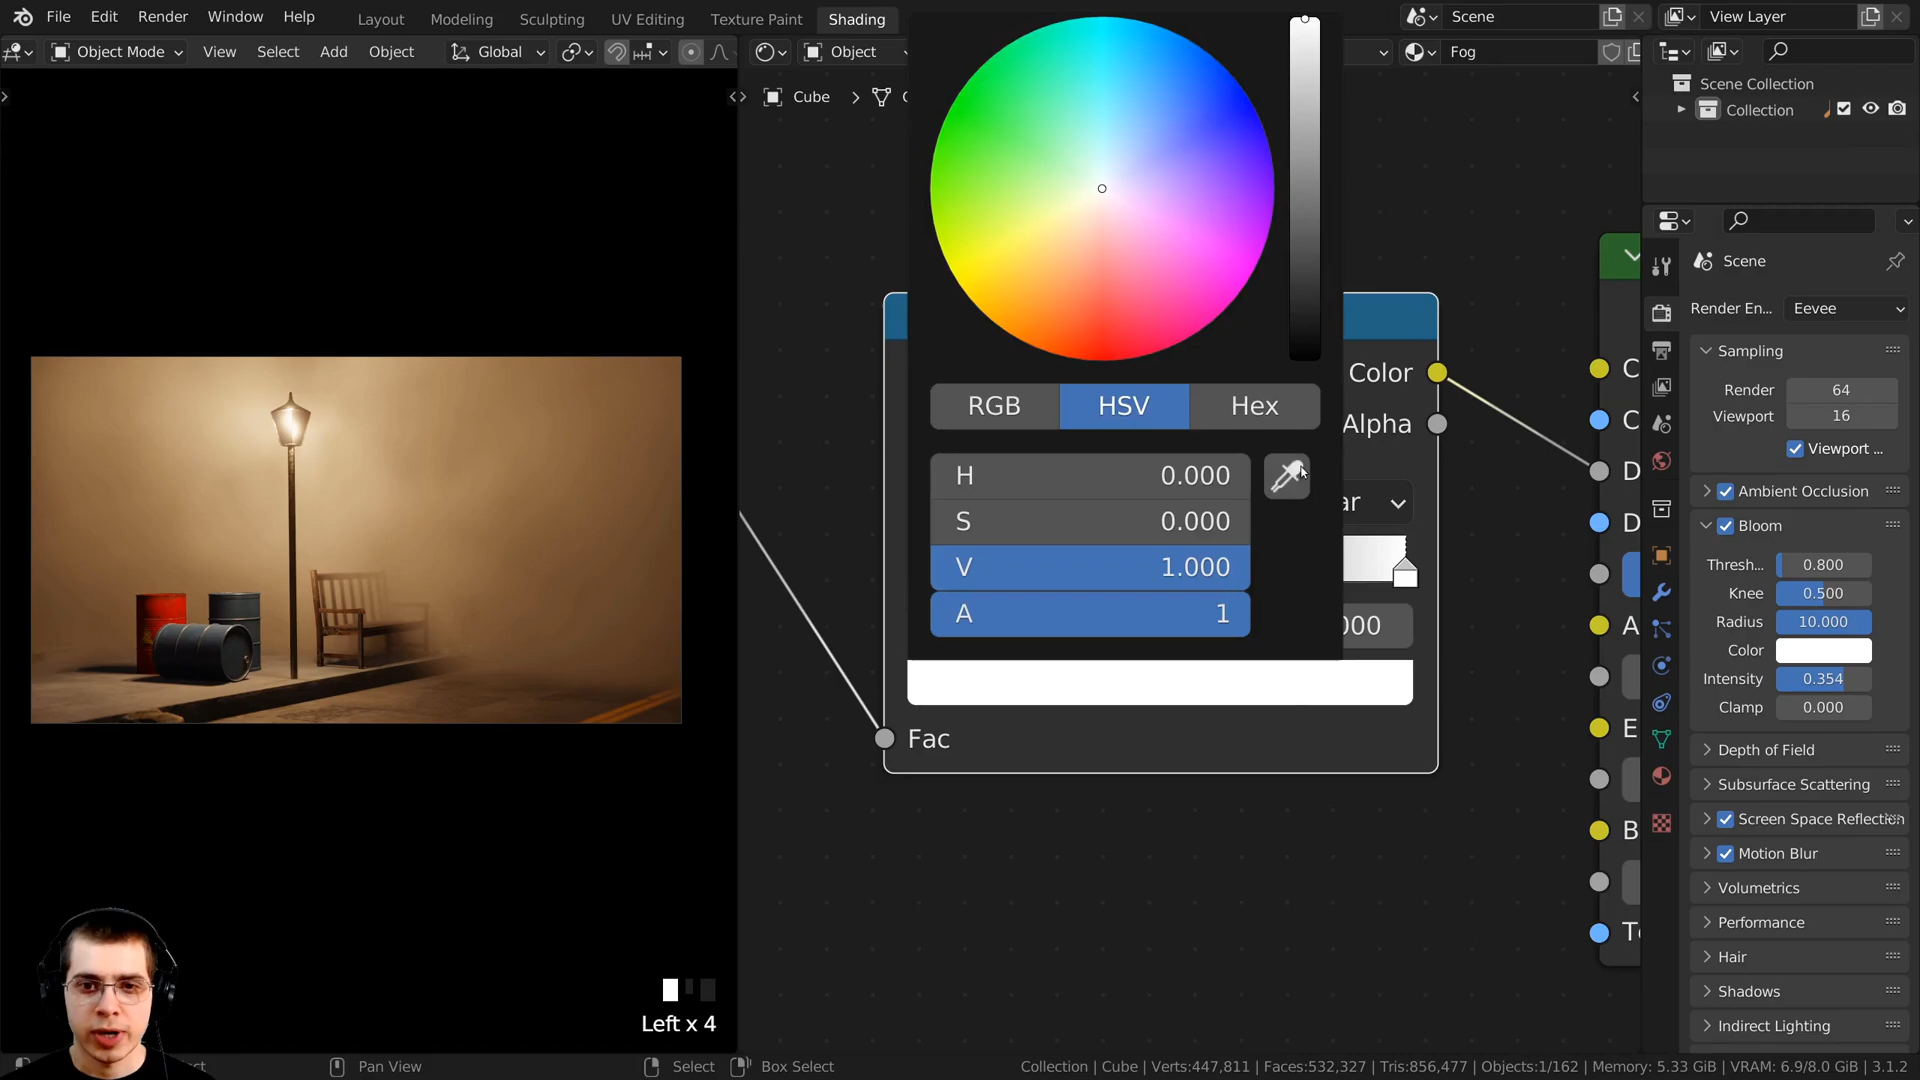 File Edit Render Window Help Layout Modeling Sculpting UV Editing Texture Paint Shading Scene View Layer
Object Mode View Select Add Object Global Object Fog
Cube
Scene Collection
Collection
Scene
Render En... Eevee
Sampling
Render 64
Viewport 16
Viewport ...
Ambient Occlusion
Bloom
Thresh... 0.800
Knee 0.500
Radius 10.000
Color
Intensity 0.354
Clamp 0.000
Depth of Field
Subsurface Scattering
Screen Space Reflection
Motion Blur
Volumetrics
Performance
Hair
Shadows
Indirect Lighting
RGB HSV Hex
H 0.000
S 0.000
V 1.000
A 1
Color
Alpha
Fac
C
C
D
D
A
E
B
Left x 4
Pan View Select Box Select Collection | Cube | Verts:447,811 | Faces:532,327 | Tris:856,477 | Objects:1/162 | Memory: 5.33 GiB | VRAM: 6.9/8.0 GiB | 3.1.2